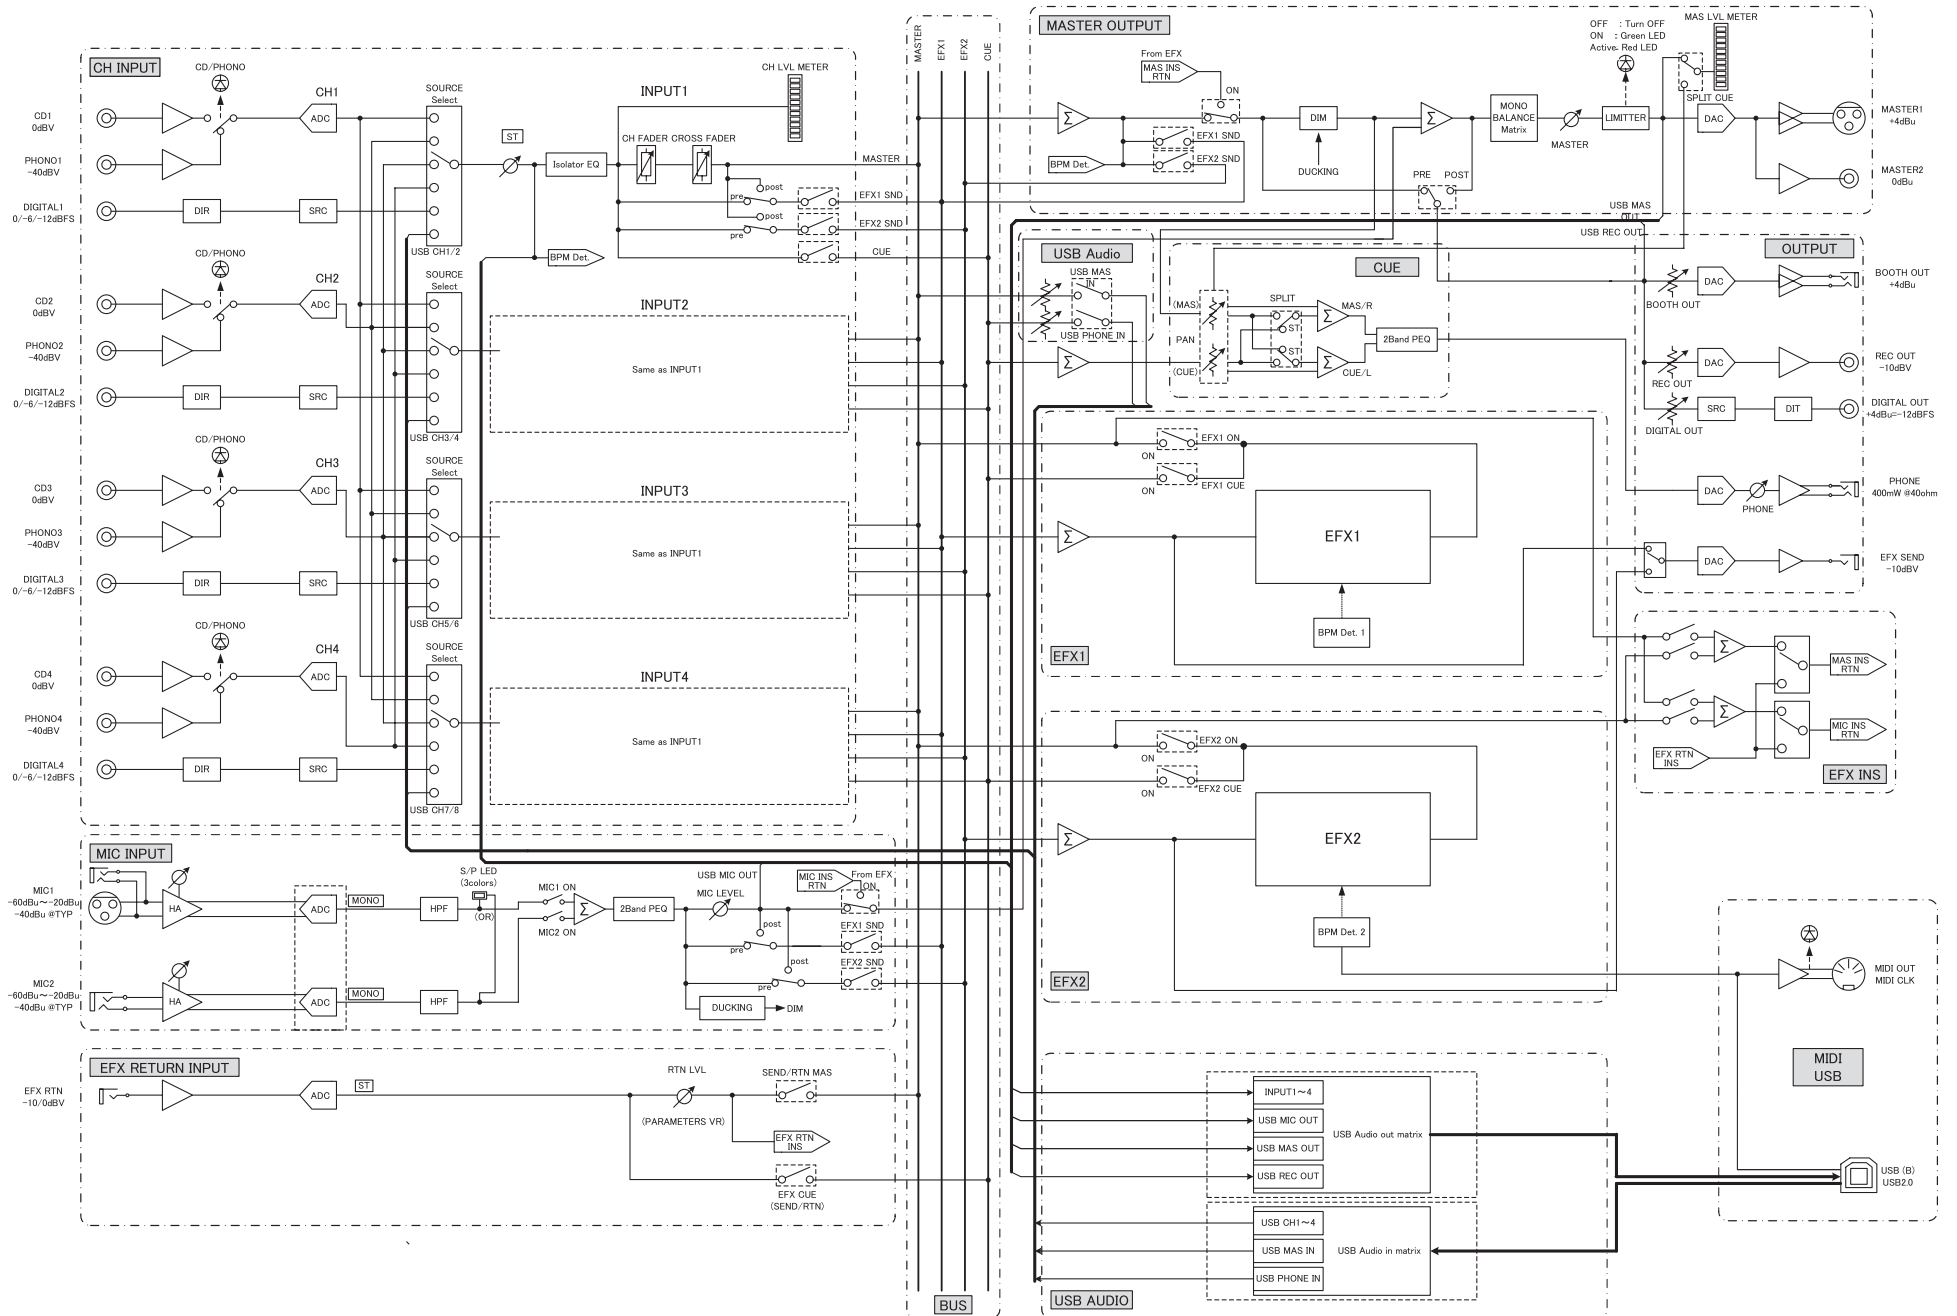 CH INPUT
CD/PHONO
CH1
ADC
CD1
0dBV
PHONO1
-40dBV
DIGITAL1
0/-6/-12dBFS
DIR
SRC
SOURCE
Select
USB CH1/2
INPUT1
CH LVL METER
ST
Isolator EQ
CH FADER
CROSS FADER
MASTER
post
pre
EFX1 SND
post
pre
EFX2 SND
CUE
BPM Det.
CD/PHONO
CH2
ADC
CD2
0dBV
PHONO2
-40dBV
DIGITAL2
0/-6/-12dBFS
DIR
SRC
SOURCE
Select
USB CH3/4
INPUT2
Same as INPUT1
CD/PHONO
CH3
ADC
CD3
0dBV
PHONO3
-40dBV
DIGITAL3
0/-6/-12dBFS
DIR
SRC
SOURCE
Select
USB CH5/6
INPUT3
Same as INPUT1
CD/PHONO
CH4
ADC
CD4
0dBV
PHONO4
-40dBV
DIGITAL4
0/-6/-12dBFS
DIR
SRC
SOURCE
Select
USB CH7/8
INPUT4
Same as INPUT1
MIC INPUT
MIC1
-60dBu~-20dBu
-40dBu @TYP
HA
ADC
MONO
HPF
S/P LED
(3colors)
(OR)
MIC1 ON
MIC2 ON
Σ
2Band PEQ
USB MIC OUT
MIC LEVEL
MIC INS
RTN
From EFX
ON
post
pre
EFX1 SND
post
pre
EFX2 SND
DUCKING
DIM
MIC2
-60dBu~-20dBu
-40dBu @TYP
HA
ADC
MONO
HPF
EFX RETURN INPUT
EFX RTN
-10/0dBV
ADC
ST
RTN LVL
(PARAMETERS VR)
SEND/RTN MAS
EFX RTN
INS
EFX CUE
(SEND/RTN)
MASTER
EFX1
EFX2
CUE
BUS
MASTER OUTPUT
From EFX
MAS INS
RTN
ON
Σ
EFX1 SND
EFX2 SND
BPM Det.
DIM
DUCKING
Σ
PRE
POST
MONO
BALANCE
Matrix
MASTER
LIMITTER
OFF : Turn OFF
ON : Green LED
Active: Red LED
MAS LVL METER
SPLIT CUE
DAC
MASTER1
+4dBu
MASTER2
0dBu
USB MAS
OUT
USB REC OUT
USB Audio
USB MAS
IN
USB PHONE IN
Σ
CUE
(MAS)
PAN
(CUE)
SPLIT
ST
ST
MAS/R
Σ
Σ
CUE/L
2Band PEQ
OUTPUT
BOOTH OUT
DAC
BOOTH OUT
+4dBu
REC OUT
DAC
REC OUT
-10dBV
DIGITAL OUT
SRC
DIT
DIGITAL OUT
+4dBu=-12dBFS
DAC
PHONE
PHONE
400mW @40ohm
DAC
EFX SEND
-10dBV
EFX1 ON
ON
EFX1 CUE
ON
Σ
EFX1
BPM Det. 1
EFX1
EFX2 ON
ON
EFX2 CUE
ON
Σ
EFX2
BPM Det. 2
EFX2
Σ
MAS INS
RTN
Σ
MIC INS
RTN
EFX RTN
INS
EFX INS
MIDI OUT
MIDI CLK
MIDI
USB
USB (B)
USB2.0
INPUT1~4
USB MIC OUT
USB MAS OUT
USB REC OUT
USB Audio out matrix
USB CH1~4
USB MAS IN
USB PHONE IN
USB Audio in matrix
USB AUDIO